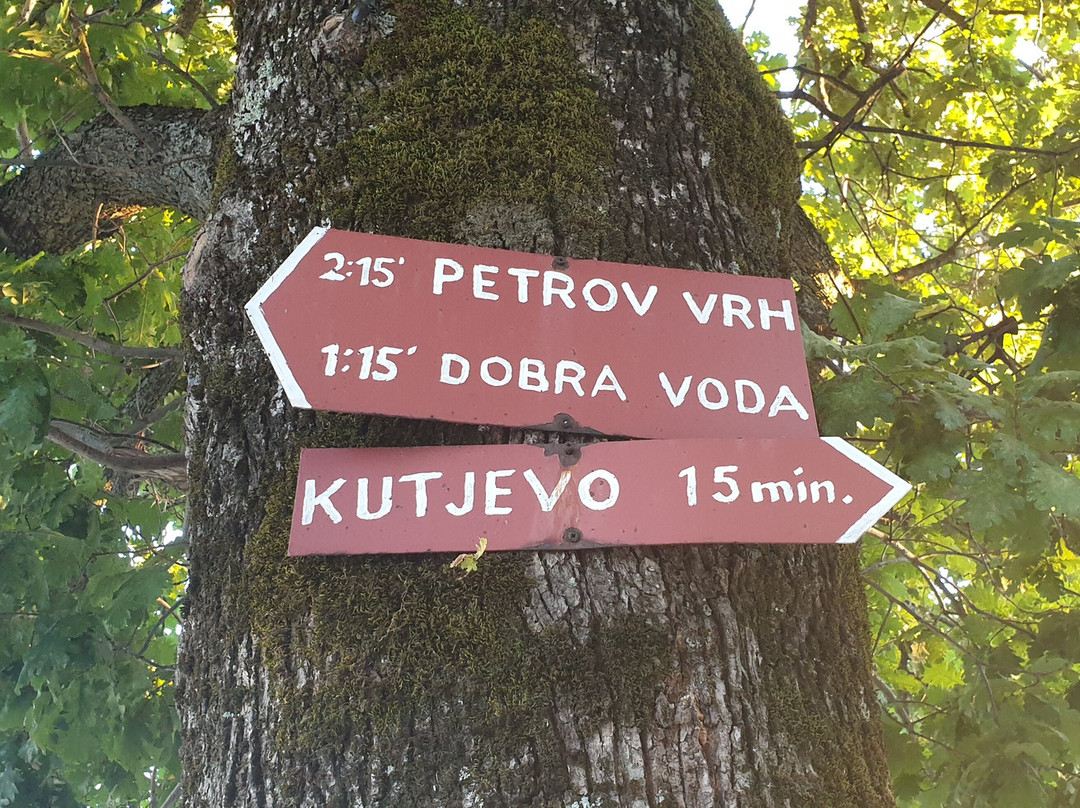 2:15' PETROV VRH
1:15' DOBRA VODA
KUTJEVO 15 min.